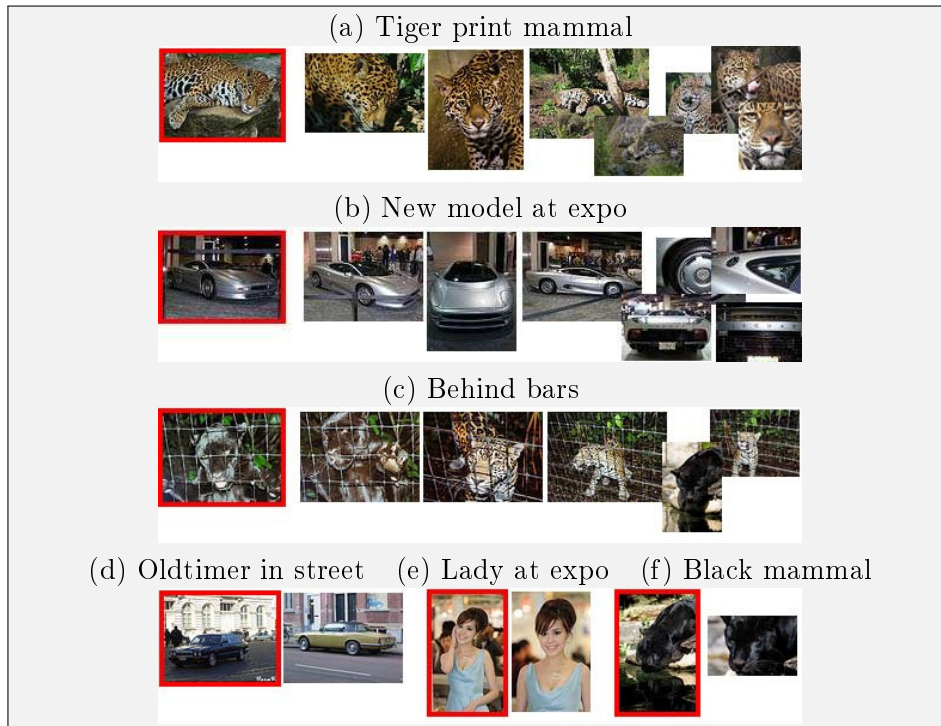 (a) Tiger print mammal
(b) New model at expo
(c) Behind bars
(d) Oldtimer in street (e) Lady at expo (f) Black mammal